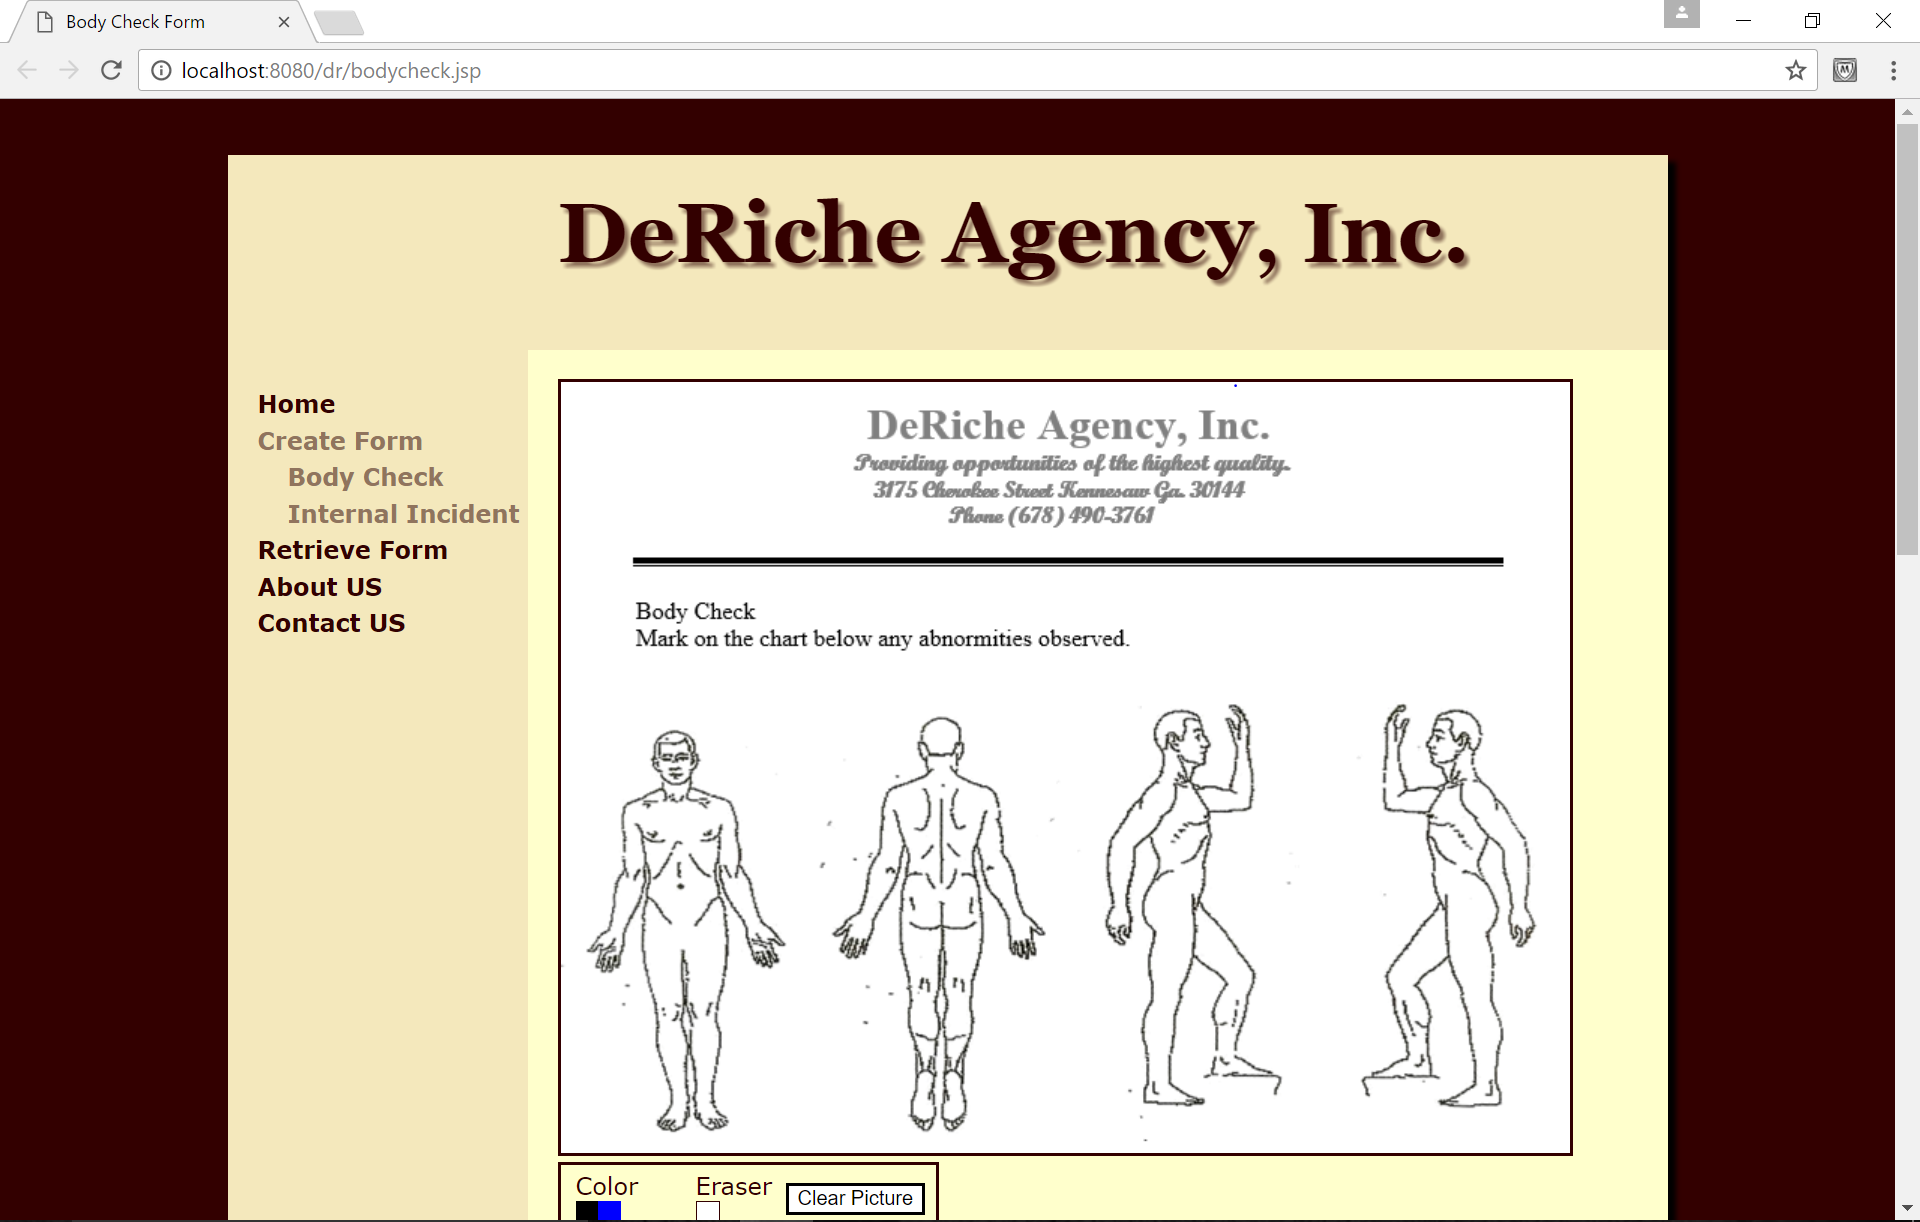 Body Check Form
localhost:8080/dr/bodycheck.jsp
DeRiche Agency, Inc.
Home
Create Form
Body Check
Internal Incident
Retrieve Form
About US
Contact US
DeRiche Agency, Inc.
Providing opportunities of the highest quality.
3175 Cherokee Street Kennesaw Ga. 30144
Phone (678) 490-3761
Body Check
Mark on the chart below any abnormities observed.
Color Eraser Clear Picture